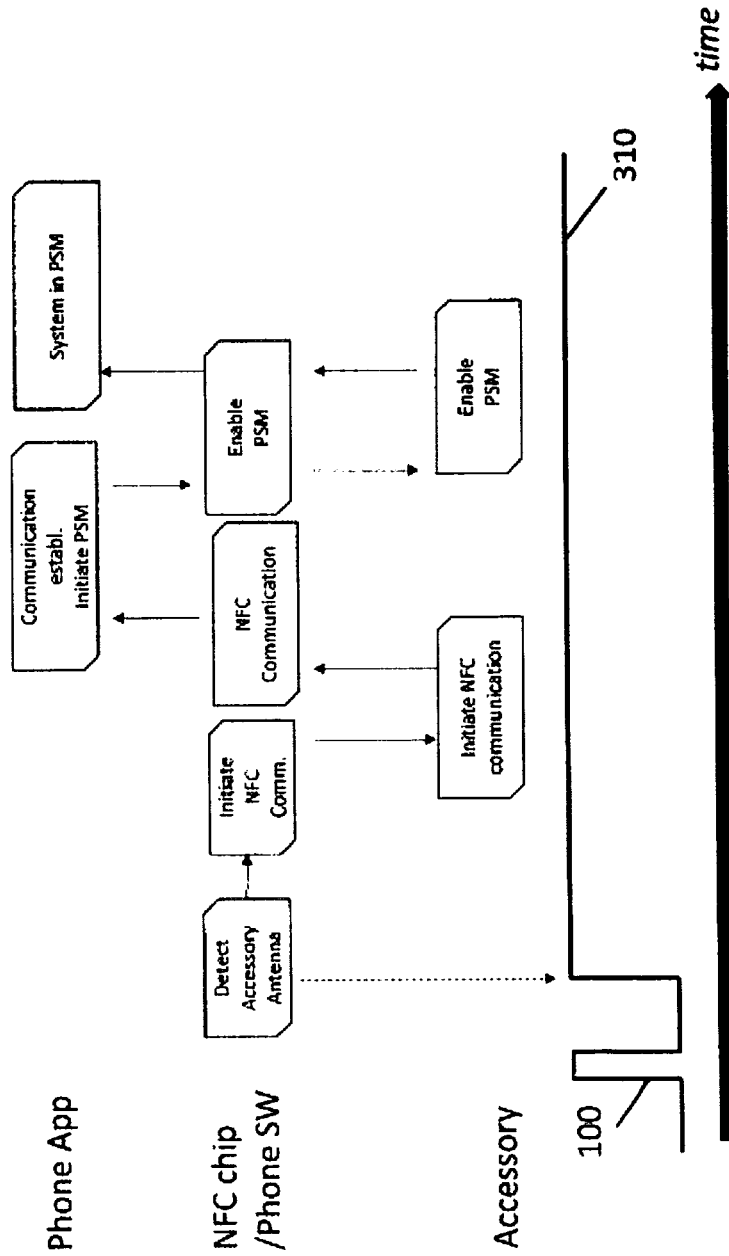 Phone App
Communication
establ.
Initiate PSM
System in PSM
NFC chip
/Phone SW
Detect
Accessory
Antenna
Initiate
NFC
Comm.
NFC
Communication
Enable
PSM
Accessory
Initiate NFC
communication
Enable
PSM
100
310
time